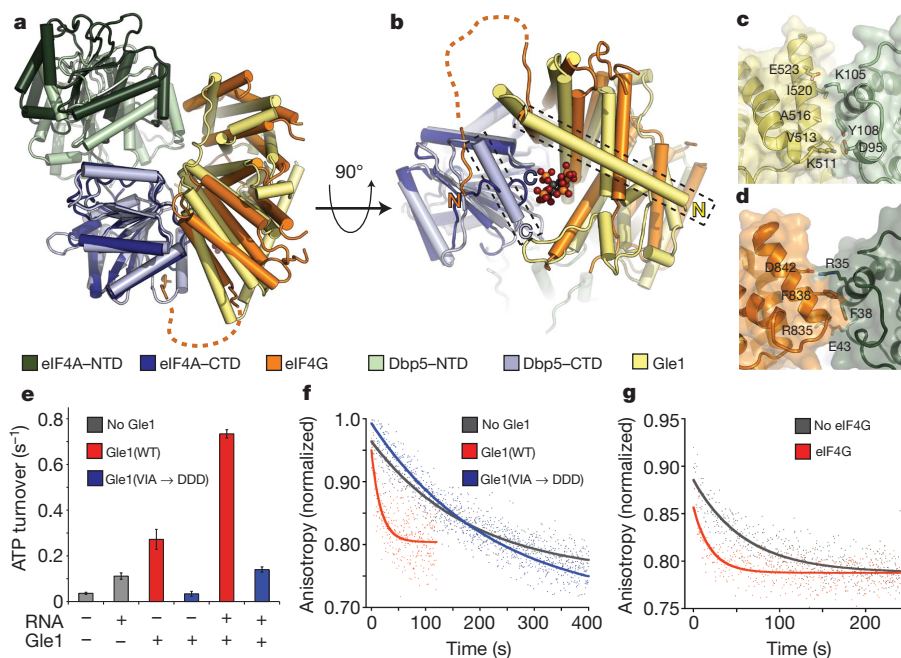 a
90°
b
N
C
C
N
c
E523
K105
I520
A516
Y108
V513
D95
K511
d
D842
R35
F838
F38
R835
E43
eIF4A–NTD
eIF4A–CTD
eIF4G
Dbp5–NTD
Dbp5–CTD
Gle1
e
ATP turnover (s⁻¹)
0.8
0.6
0.4
0.2
0
No Gle1
Gle1(WT)
Gle1(VIA → DDD)
RNA – + – – + +
Gle1 – – + + + +
f
Anisotropy (normalized)
1.0
0.90
0.80
0.70
No Gle1
Gle1(WT)
Gle1(VIA → DDD)
0 100 200 300 400
Time (s)
g
Anisotropy (normalized)
0.95
0.90
0.85
0.80
0.75
No eIF4G
eIF4G
0 100 200
Time (s)